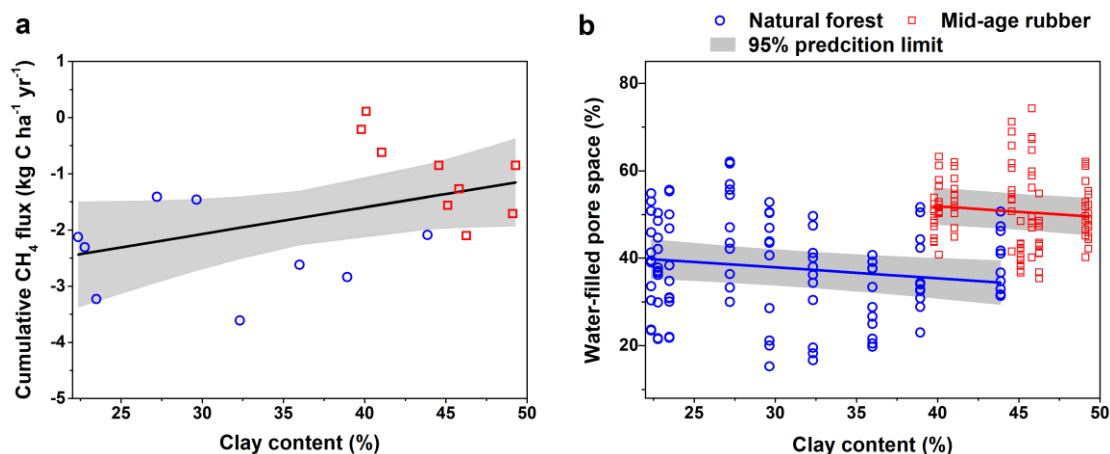 a
Cumulative CH4 flux (kg C ha-1 yr-1)
1
0
-1
-2
-3
-4
-5
25 30 35 40 45 50
Clay content (%)
b
Natural forest Mid-age rubber
95% predcition limit
Water-filled pore space (%)
80
60
40
20
25 30 35 40 45 50
Clay content (%)